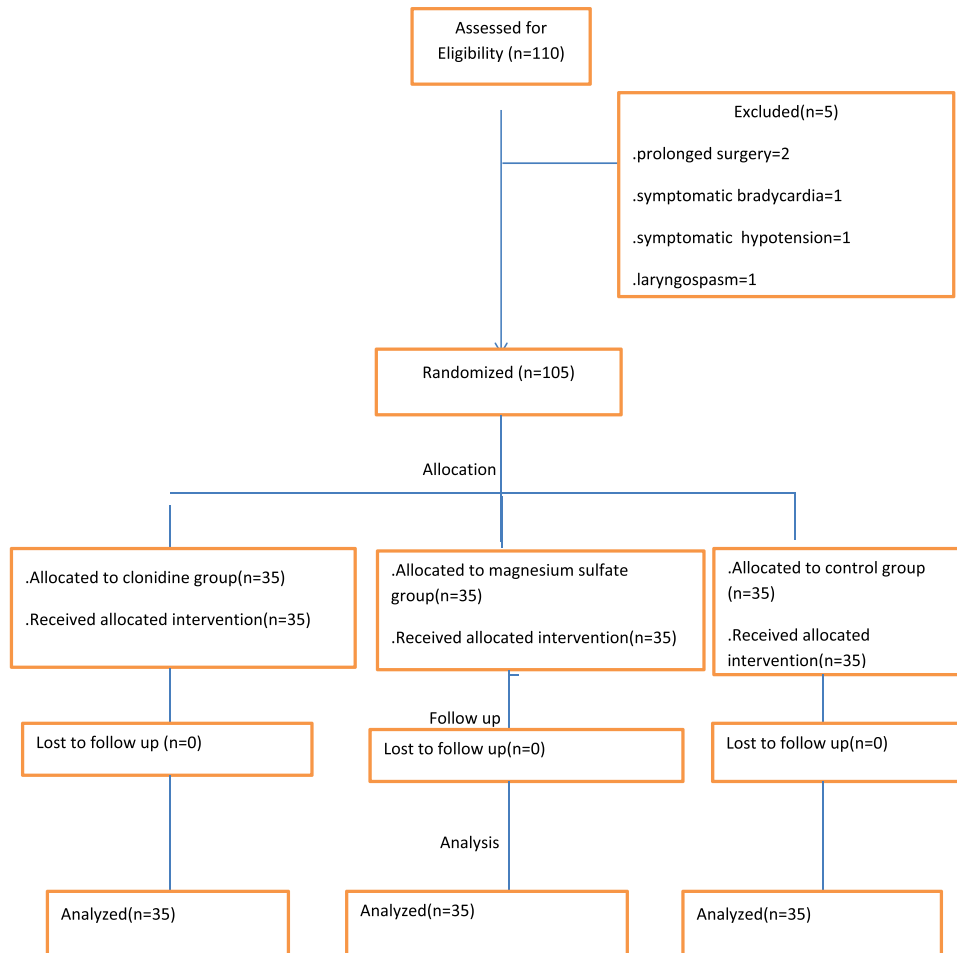 Assessed for
Eligibility (n=110)
Excluded(n=5)
.prolonged surgery=2
.symptomatic bradycardia=1
.symptomatic  hypotension=1
.laryngospasm=1
Randomized (n=105)
Allocation
.Allocated to clonidine group(n=35)
.Received allocated intervention(n=35)
.Allocated to magnesium sulfate
group(n=35)
.Received allocated intervention(n=35)
.Allocated to control group
(n=35)
.Received allocated
intervention(n=35)
Follow up
Lost to follow up (n=0)
Lost to follow up(n=0)
Lost to follow up(n=0)
Analysis
Analyzed(n=35)
Analyzed(n=35)
Analyzed(n=35)